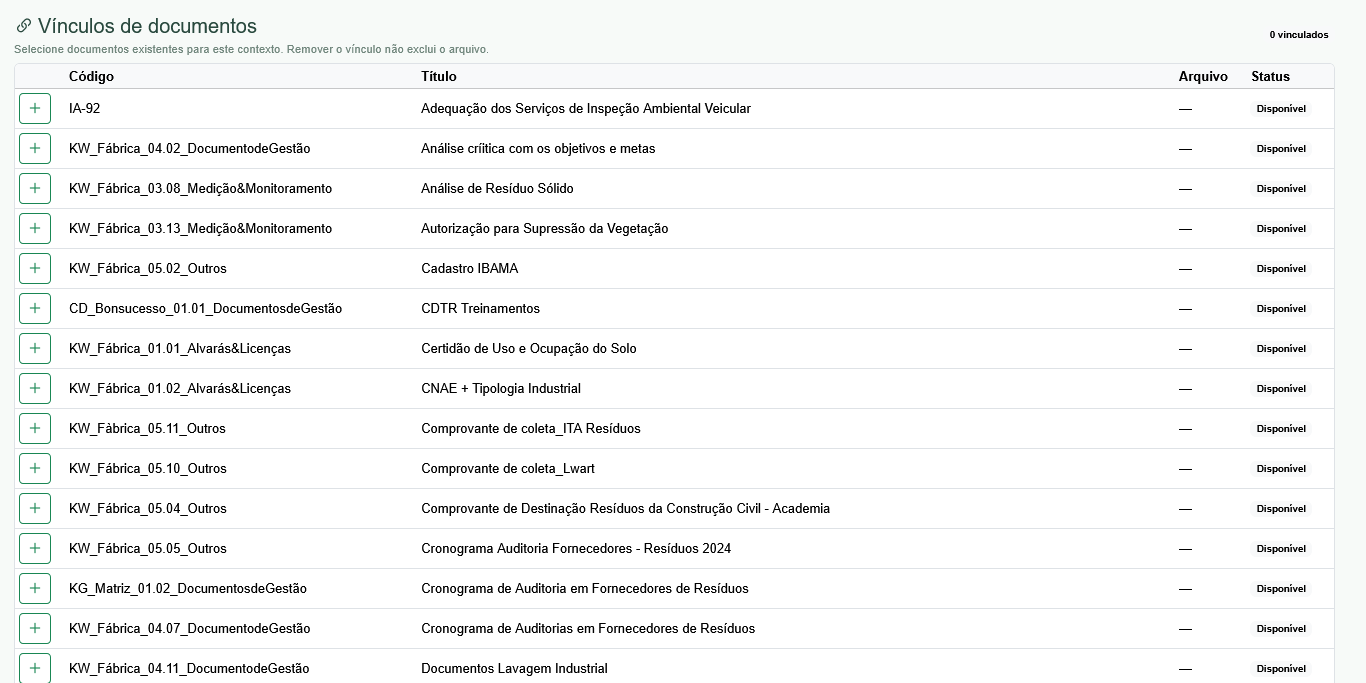 Vínculos de documentos
Selecione documentos existentes para este contexto. Remover o vínculo não exclui o arquivo.
0 vinculados
Código Título Arquivo Status
+ IA-92 Adequação dos Serviços de Inspeção Ambiental Veicular — Disponível
+ KW_Fábrica_04.02_DocumentodeGestão Análise críitica com os objetivos e metas — Disponível
+ KW_Fábrica_03.08_Medição&Monitoramento Análise de Resíduo Sólido — Disponível
+ KW_Fábrica_03.13_Medição&Monitoramento Autorização para Supressão da Vegetação — Disponível
+ KW_Fábrica_05.02_Outros Cadastro IBAMA — Disponível
+ CD_Bonsucesso_01.01_DocumentosdeGestão CDTR Treinamentos — Disponível
+ KW_Fábrica_01.01_Alvarás&Licenças Certidão de Uso e Ocupação do Solo — Disponível
+ KW_Fábrica_01.02_Alvarás&Licenças CNAE + Tipologia Industrial — Disponível
+ KW_Fàbrica_05.11_Outros Comprovante de coleta_ITA Resíduos — Disponível
+ KW_Fábrica_05.10_Outros Comprovante de coleta_Lwart — Disponível
+ KW_Fábrica_05.04_Outros Comprovante de Destinação Resíduos da Construção Civil - Academia — Disponível
+ KW_Fábrica_05.05_Outros Cronograma Auditoria Fornecedores - Resíduos 2024 — Disponível
+ KG_Matriz_01.02_DocumentosdeGestão Cronograma de Auditoria em Fornecedores de Resíduos — Disponível
+ KW_Fábrica_04.07_DocumentodeGestão Cronograma de Auditorias em Fornecedores de Resíduos — Disponível
+ KW_Fábrica_04.11_DocumentodeGestão Documentos Lavagem Industrial — Disponível